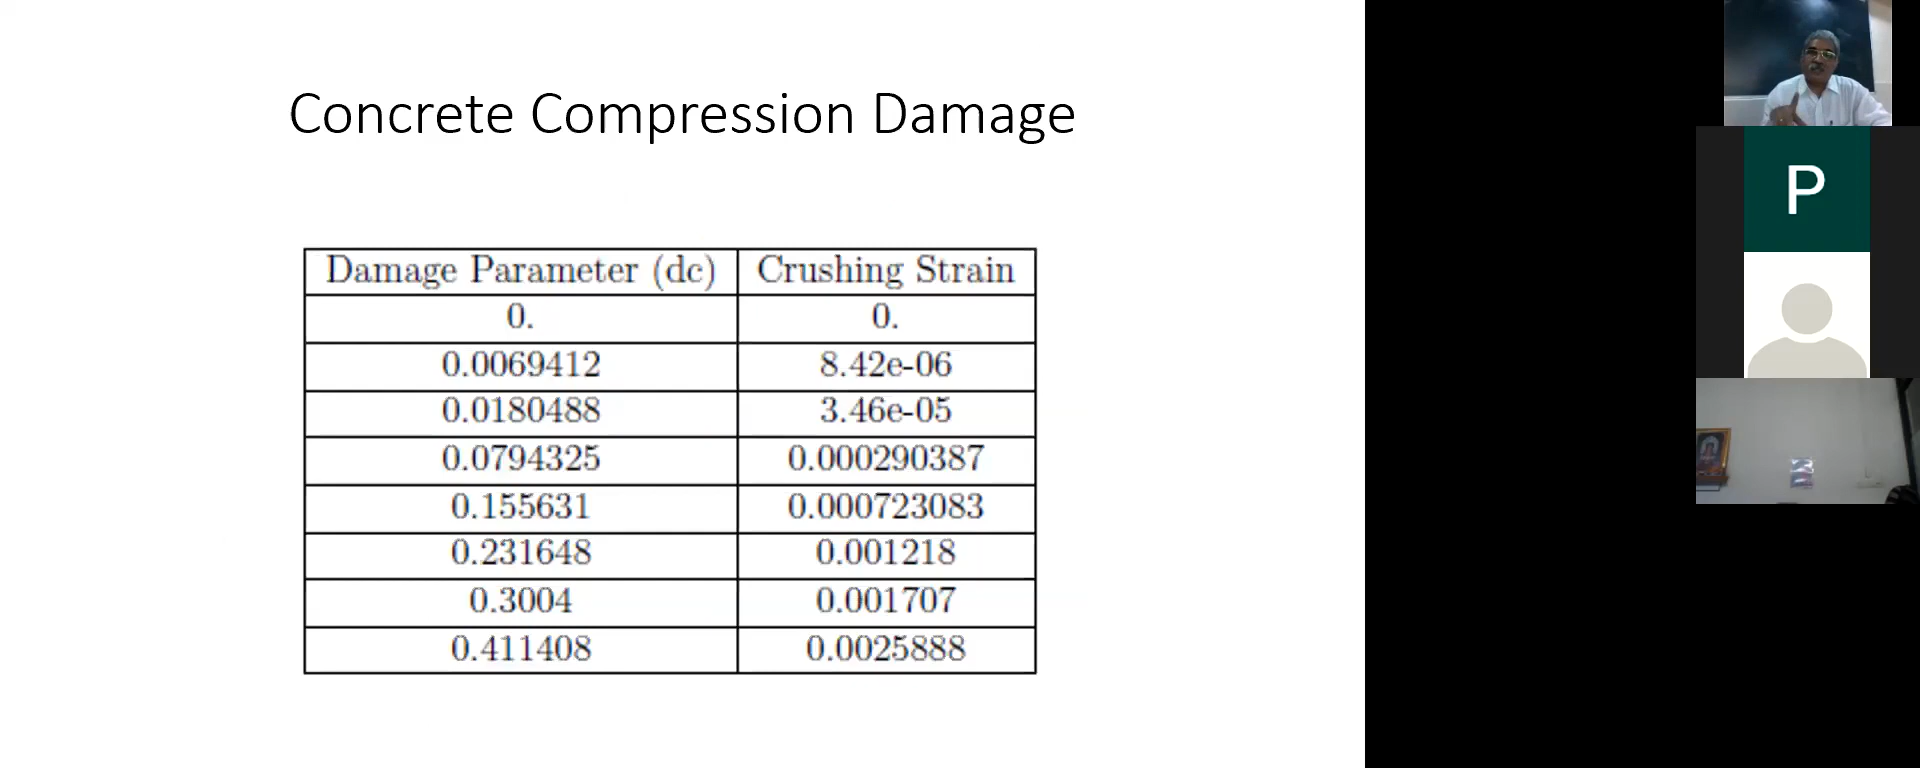 Concrete Compression Damage
Damage Parameter (dc) Crushing Strain
0. 0.
0.0069412 8.42e-06
0.0180488 3.46e-05
0.0794325 0.000290387
0.155631 0.000723083
0.231648 0.001218
0.3004 0.001707
0.411408 0.0025888
P